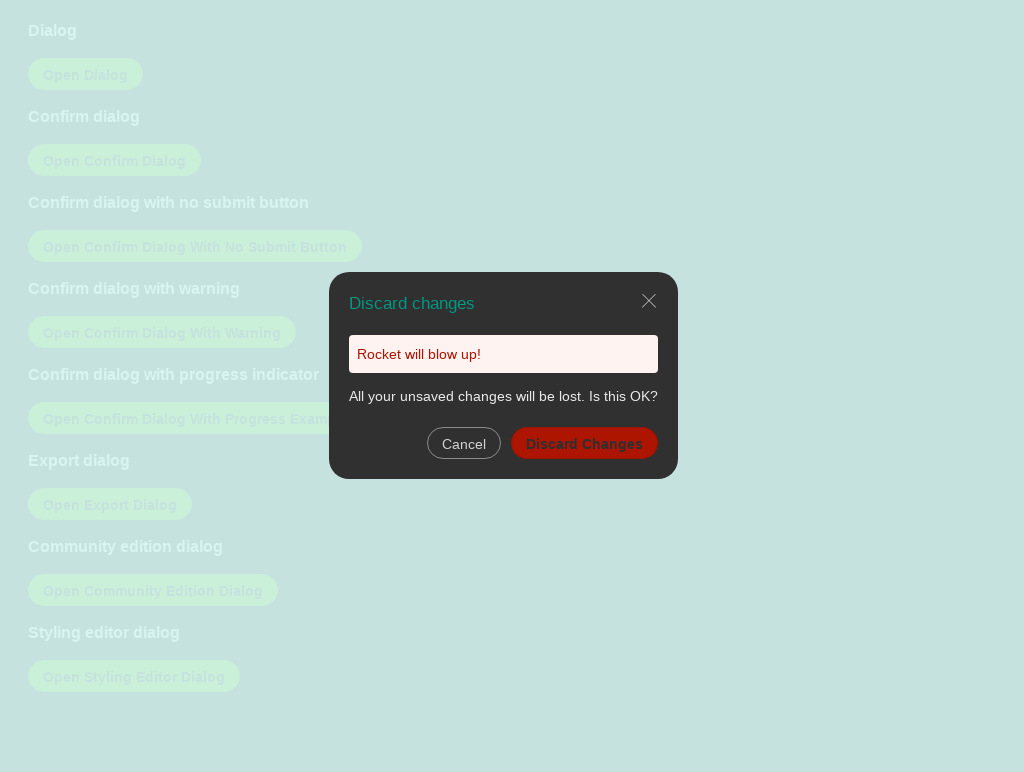 Dialog
Open Dialog
Confirm dialog
Open Confirm Dialog
Confirm dialog with no submit button
Open Confirm Dialog With No Submit Button
Confirm dialog with warning
Open Confirm Dialog With Warning
Confirm dialog with progress indicator
Open Confirm Dialog With Progress Exam
Export dialog
Open Export Dialog
Community edition dialog
Open Community Edition Dialog
Styling editor dialog
Open Styling Editor Dialog
Discard changes
Rocket will blow up!
All your unsaved changes will be lost. Is this OK?
Cancel
Discard Changes